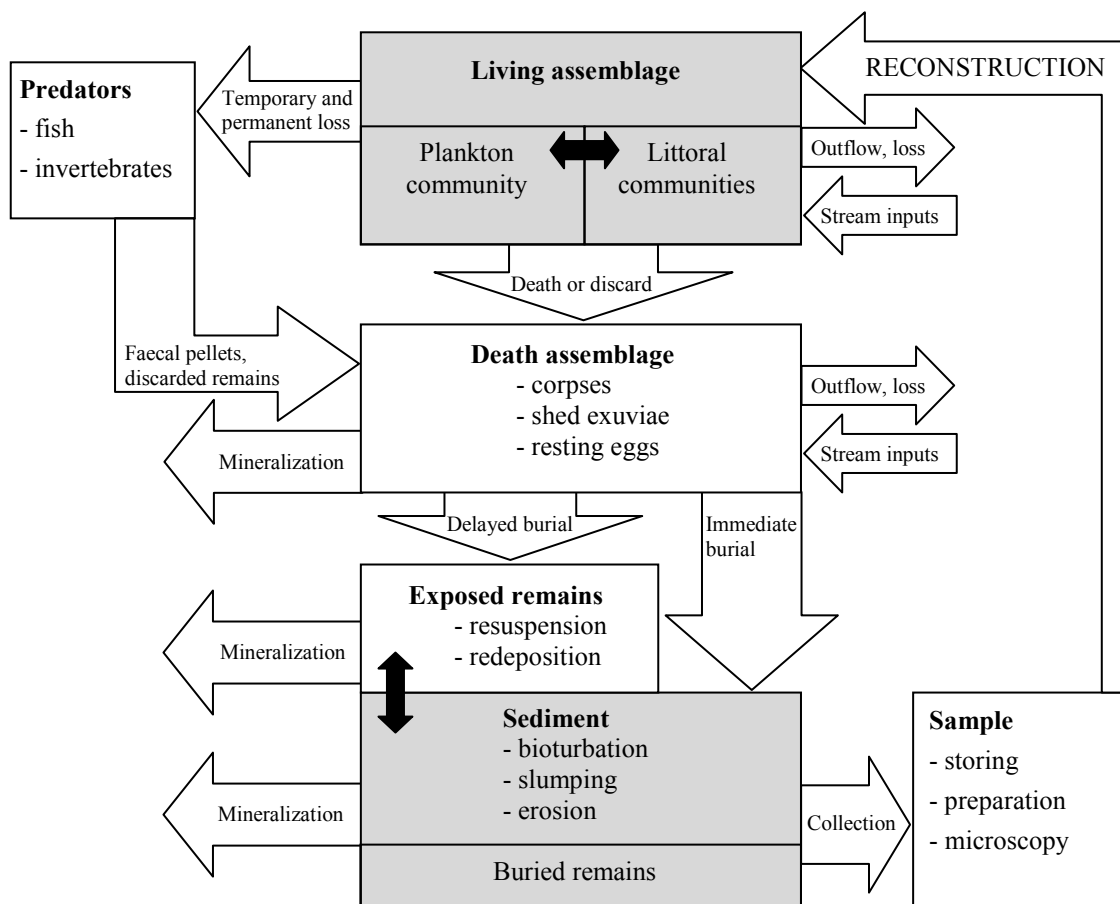 Living assemblage
RECONSTRUCTION
Predators
- fish
- invertebrates
Temporary and
permanent loss
Plankton
community
Littoral
communities
Outflow, loss
Stream inputs
Death or discard
Faecal pellets,
discarded remains
Death assemblage
- corpses
- shed exuviae
- resting eggs
Outflow, loss
Stream inputs
Mineralization
Delayed burial
Immediate
burial
Exposed remains
- resuspension
- redeposition
Mineralization
Sediment
- bioturbation
- slumping
- erosion
Mineralization
Buried remains
Collection
Sample
- storing
- preparation
- microscopy